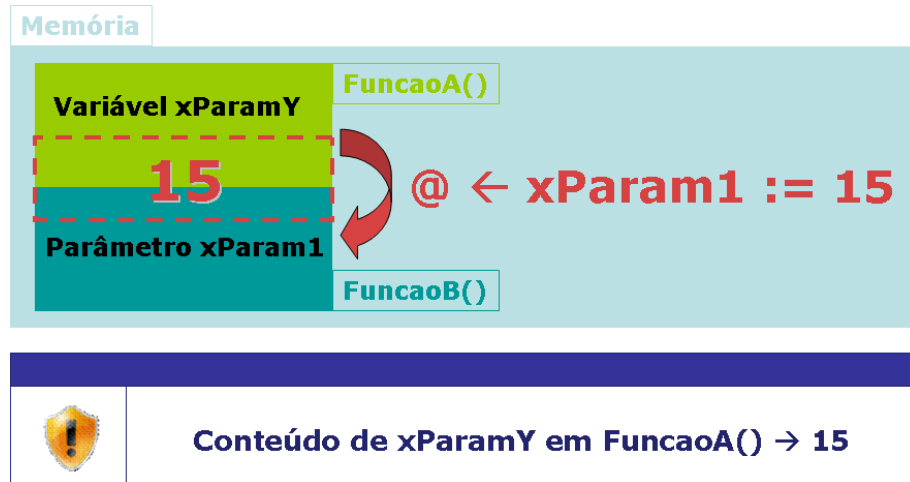 Memória
FuncaoA()
Variável xParamY
15
@ ← xParam1 := 15
Parâmetro xParam1
FuncaoB()
Conteúdo de xParamY em FuncaoA() → 15